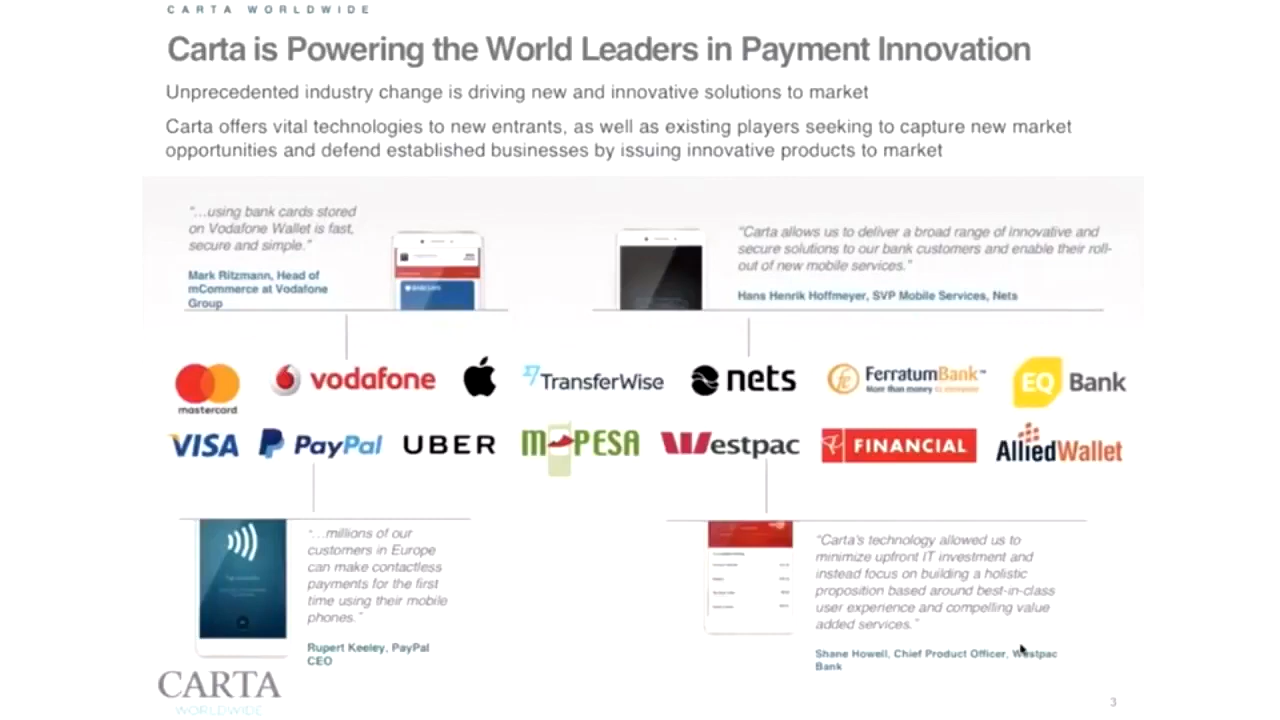 CARTA WORLDWIDE
Carta is Powering the World Leaders in Payment Innovation
Unprecedented industry change is driving new and innovative solutions to market
Carta offers vital technologies to new entrants, as well as existing players seeking to capture new market
opportunities and defend established businesses by issuing innovative products to market
"...using bank cards stored
on Vodafone Wallet is fast,
secure and simple."
Mark Ritzmann, Head of
mCommerce at Vodafone
Group
BARCLAYS
"Carta allows us to deliver a broad range of innovative and
secure solutions to our bank customers and enable their roll-
out of new mobile services."
Hans Henrik Hoffmeyer, SVP Mobile Services, Nets
mastercard
vodafone
TransferWise
nets
fe FerratumBank™
More than money
EQ Bank
VISA
PayPal
UBER
M-PESA
Westpac
FINANCIAL
AlliedWallet
"...millions of our
customers in Europe
can make contactless
payments for the first
time using their mobile
phones."
Rupert Keeley, PayPal
CEO
"Carta's technology allowed us to
minimize upfront IT investment and
instead focus on building a holistic
proposition based around best-in-class
user experience and compelling value
added services."
Shane Howell, Chief Product Officer, Westpac
Bank
CARTA
WORLDWIDE
3